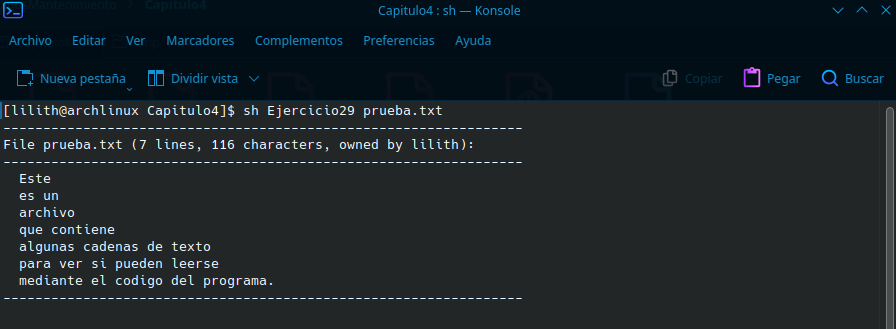 Mantenimiento > Capitulo4
Capitulo4 : sh — Konsole
Archivo Editar Ver Marcadores Complementos Preferencias Ayuda
Nueva pestaña Dividir vista Copiar Pegar Buscar
[lilith@archlinux Capitulo4]$ sh Ejercicio29 prueba.txt
-----------------------------------------------------------------
File prueba.txt (7 lines, 116 characters, owned by lilith):
-----------------------------------------------------------------
  Este
  es un
  archivo
  que contiene
  algunas cadenas de texto
  para ver si pueden leerse
  mediante el codigo del programa.
-----------------------------------------------------------------